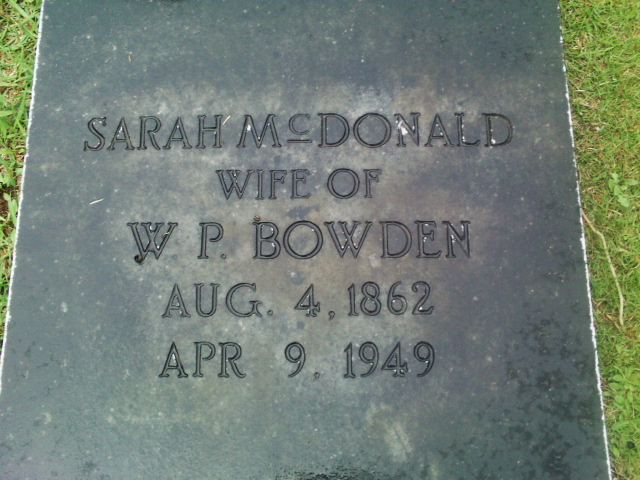 SARAH McDONALD
WIFE OF
W. P. BOWDEN
AUG. 4, 1862
APR 9, 1949